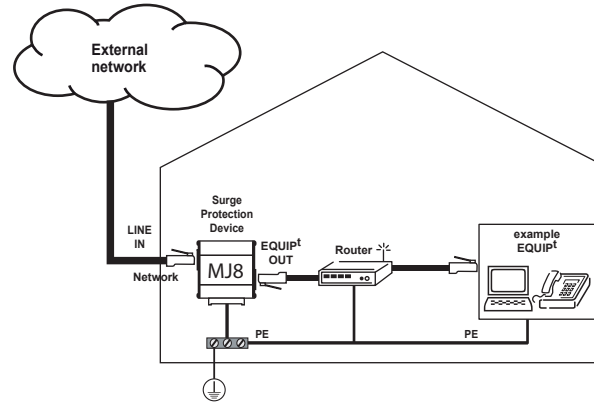 External
network
Surge
Protection
Device
LINE
IN
Network
MJ8
EQUIPᵗ
OUT
Router
example
EQUIPᵗ
PE
PE